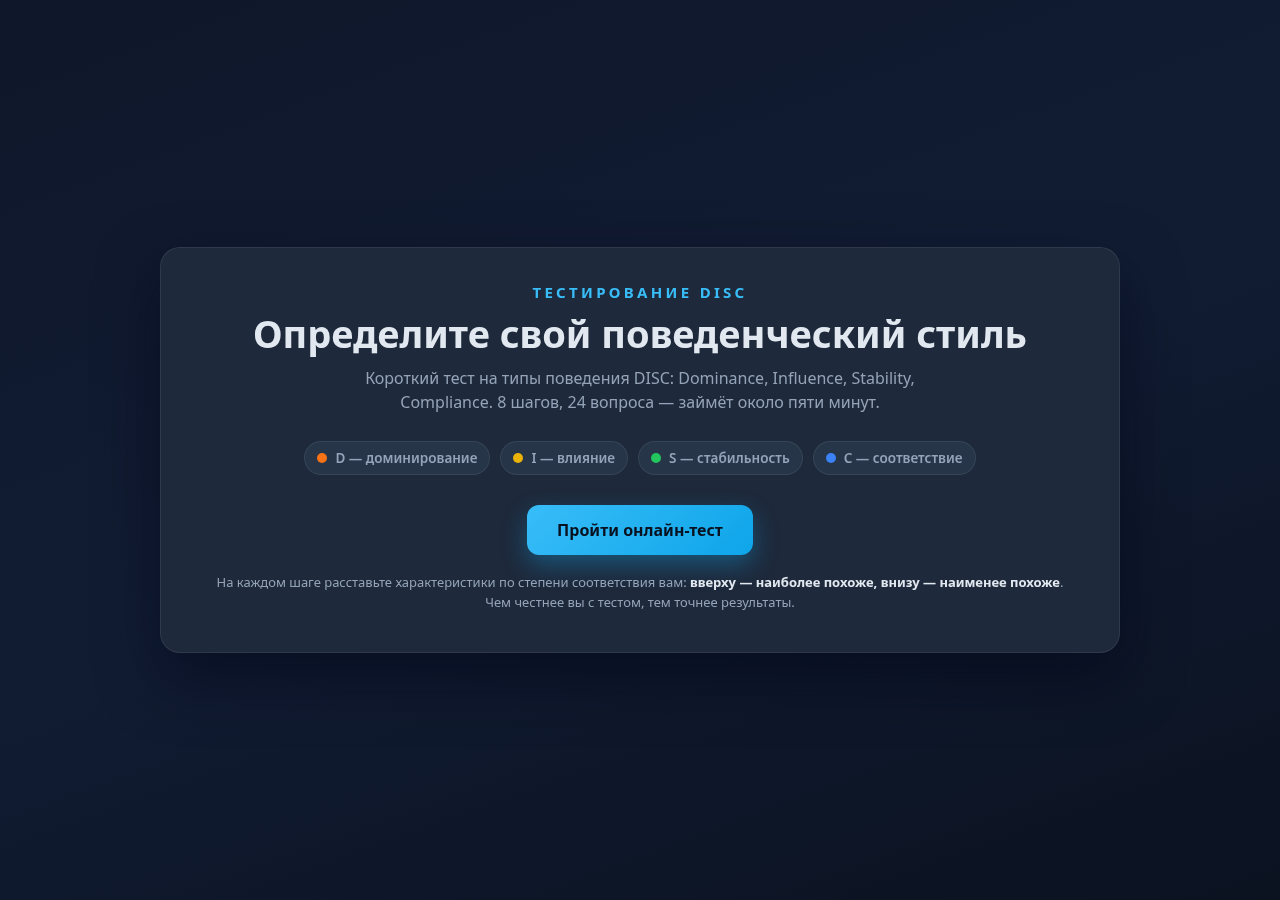 ТЕСТИРОВАНИЕ DISC
Определите свой поведенческий стиль
Короткий тест на типы поведения DISC: Dominance, Influence, Stability,
Compliance. 8 шагов, 24 вопроса — займёт около пяти минут.
D — доминирование
I — влияние
S — стабильность
C — соответствие
Пройти онлайн-тест
На каждом шаге расставьте характеристики по степени соответствия вам: вверху — наиболее похоже, внизу — наименее похоже.
Чем честнее вы с тестом, тем точнее результаты.